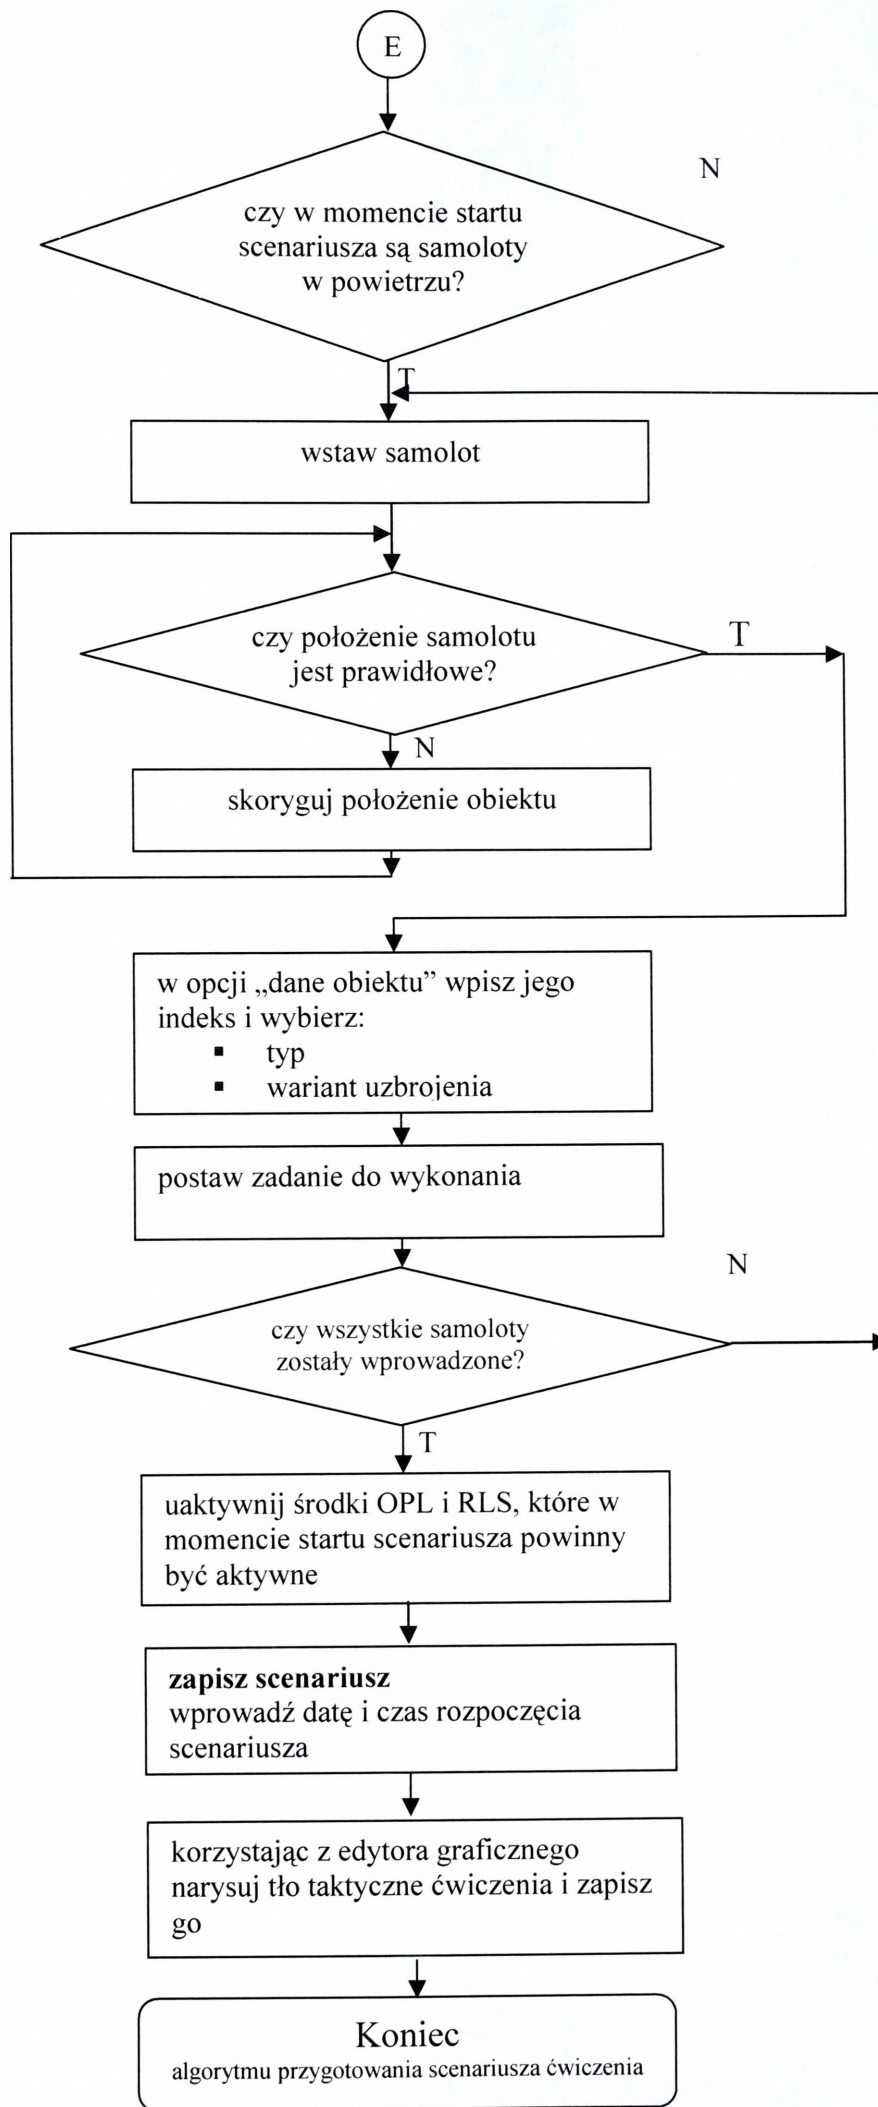 E
N
czy w momencie startu
scenariusza są samoloty
w powietrzu?
T
wstaw samolot
czy położenie samolotu
jest prawidłowe?
T
N
skoryguj położenie obiektu
w opcji „dane obiektu” wpisz jego
indeks i wybierz:
▪ typ
▪ wariant uzbrojenia
postaw zadanie do wykonania
N
czy wszystkie samoloty
zostały wprowadzone?
T
uaktywnij środki OPL i RLS, które w
momencie startu scenariusza powinny
być aktywne
zapisz scenariusz
wprowadź datę i czas rozpoczęcia
scenariusza
korzystając z edytora graficznego
narysuj tło taktyczne ćwiczenia i zapisz
go
Koniec
algorytmu przygotowania scenariusza ćwiczenia